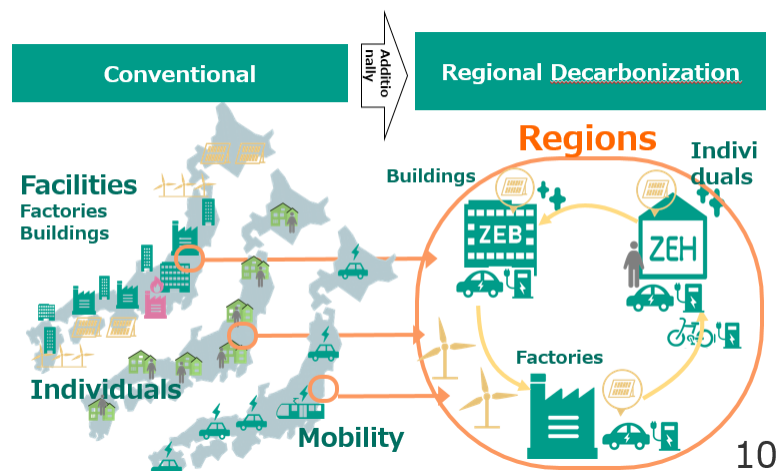 Conventional
Additio
nally
Regional Decarbonization
Facilities
Factories
Buildings
Individuals
Mobility
Regions
Buildings
Indivi
duals
ZEB
ZEH
Factories
10